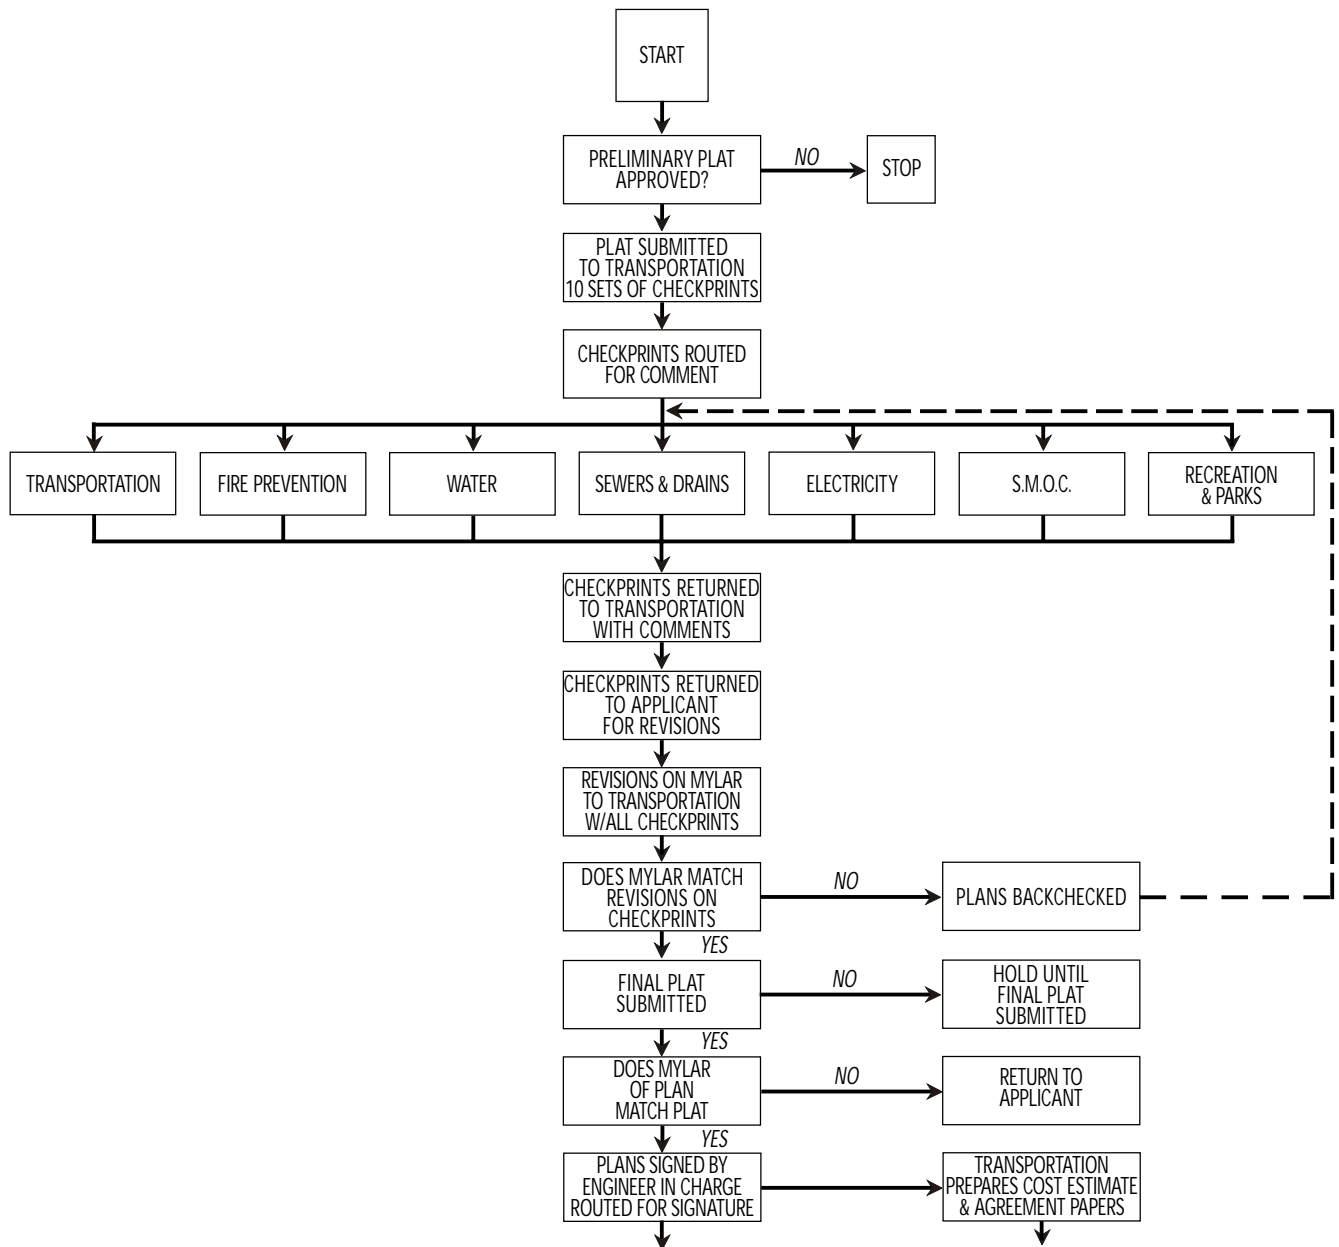 START
PRELIMINARY PLAT
APPROVED?
NO
STOP
PLAT SUBMITTED
TO TRANSPORTATION
10 SETS OF CHECKPRINTS
CHECKPRINTS ROUTED
FOR COMMENT
TRANSPORTATION
FIRE PREVENTION
WATER
SEWERS & DRAINS
ELECTRICITY
S.M.O.C.
RECREATION
& PARKS
CHECKPRINTS RETURNED
TO TRANSPORTATION
WITH COMMENTS
CHECKPRINTS RETURNED
TO APPLICANT
FOR REVISIONS
REVISIONS ON MYLAR
TO TRANSPORTATION
W/ALL CHECKPRINTS
DOES MYLAR MATCH
REVISIONS ON
CHECKPRINTS
NO
PLANS BACKCHECKED
YES
FINAL PLAT
SUBMITTED
NO
HOLD UNTIL
FINAL PLAT
SUBMITTED
YES
DOES MYLAR
OF PLAN
MATCH PLAT
NO
RETURN TO
APPLICANT
YES
PLANS SIGNED BY
ENGINEER IN CHARGE
ROUTED FOR SIGNATURE
TRANSPORTATION
PREPARES COST ESTIMATE
& AGREEMENT PAPERS